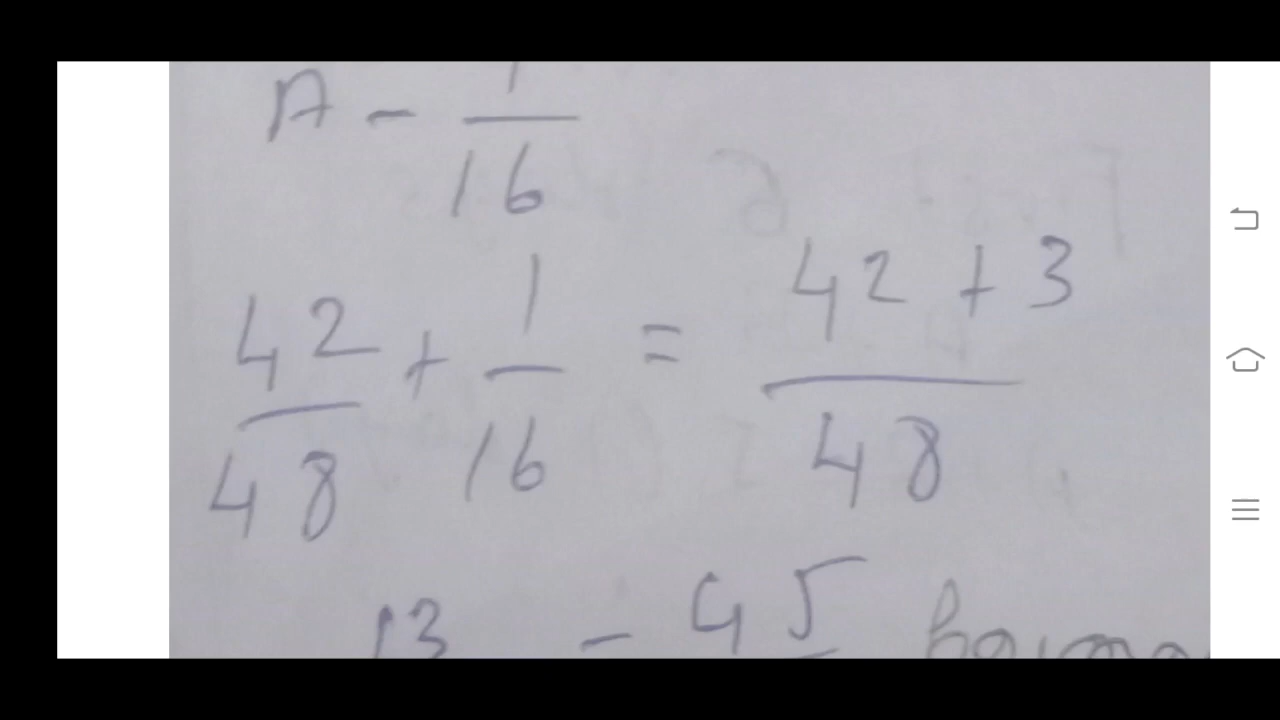 A - 1/16
42/48 + 1/16 = (42 + 3)/48
13 - 45